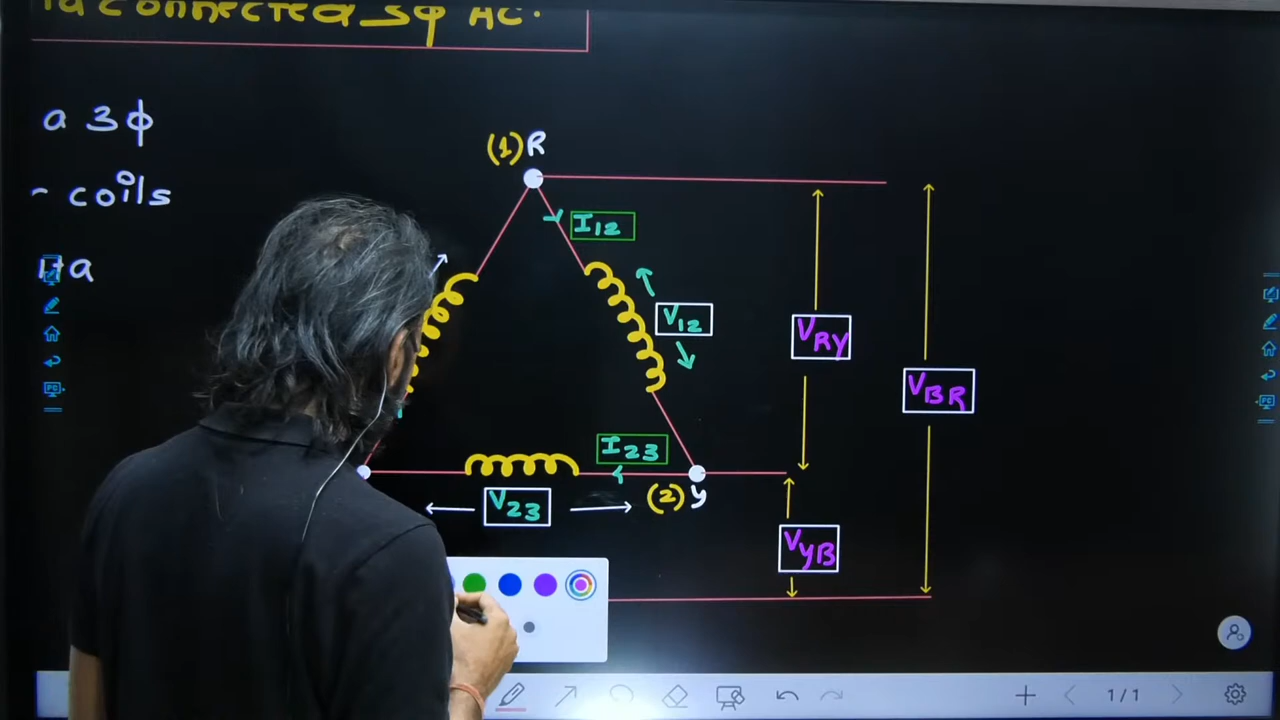 connected 3φ AC.
a 3φ
coils
(1) R
I12
V12
VRY
VBR
I23
V23
(2) y
VYB
1/1